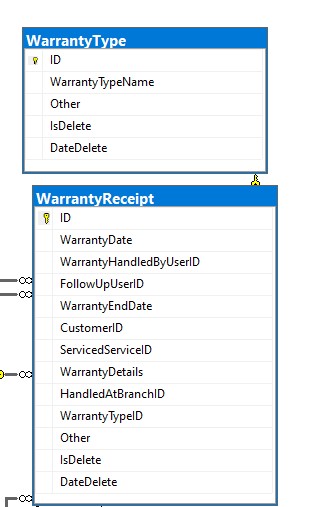 WarrantyType
ID
WarrantyTypeName
Other
IsDelete
DateDelete
WarrantyReceipt
ID
WarrantyDate
WarrantyHandledByUserID
FollowUpUserID
WarrantyEndDate
CustomerID
ServicedServiceID
WarrantyDetails
HandledAtBranchID
WarrantyTypeID
Other
IsDelete
DateDelete